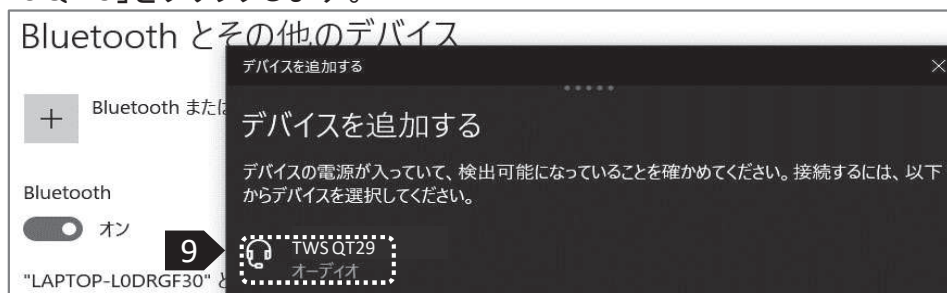 Bluetooth とその他のデバイス
デバイスを追加する
Bluetooth または
デバイスを追加する
デバイスの電源が入っていて、検出可能になっていることを確かめてください。接続するには、以下
からデバイスを選択してください。
Bluetooth
オン
9
TWS QT29
オーディオ
"LAPTOP-L0DRGF30" と